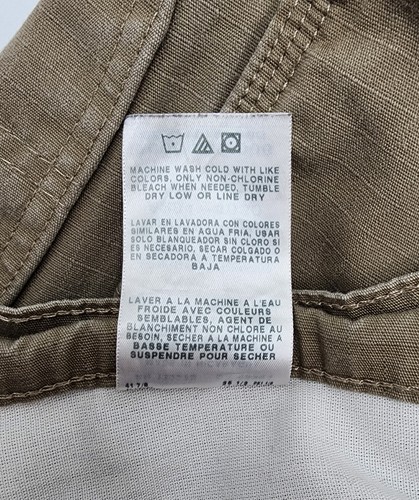 MACHINE WASH COLD WITH LIKE
COLORS, ONLY NON-CHLORINE
BLEACH WHEN NEEDED, TUMBLE
DRY LOW OR LINE DRY
LAVAR EN LAVADORA CON COLORES
SIMILARES EN AGUA FRIA, USAR
SOLO BLANQUEADOR SIN CLORO SI
ES NECESARIO, SECAR COLGADO O
EN SECADORA A TEMPERATURA
BAJA
LAVER A LA MACHINE A L'EAU
FROIDE AVEC COULEURS
SEMBLABLES, AGENT DE
BLANCHIMENT NON CHLORE AU
BESOIN, SÉCHER A LA MACHINE A
BASSE TEMPERATURE OU
SUSPENDRE POUR SECHER